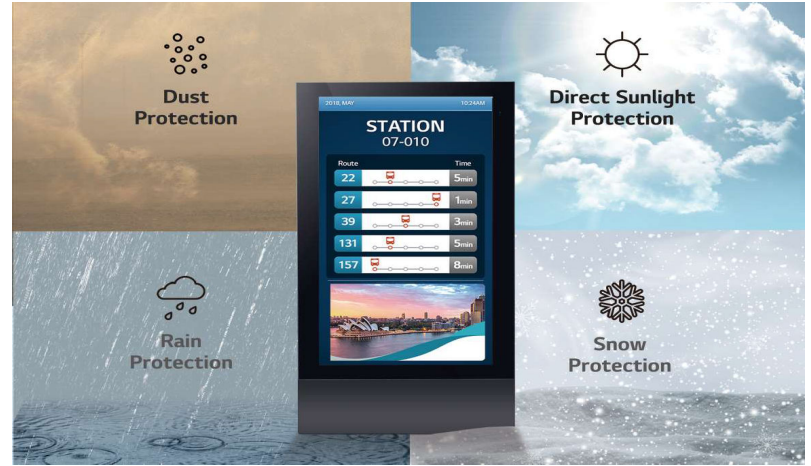 Dust
Protection
Direct Sunlight
Protection
2018, MAY 10:24AM
STATION
07-010
Route Time
22 5min
27 1min
39 3min
131 5min
157 8min
Rain
Protection
Snow
Protection